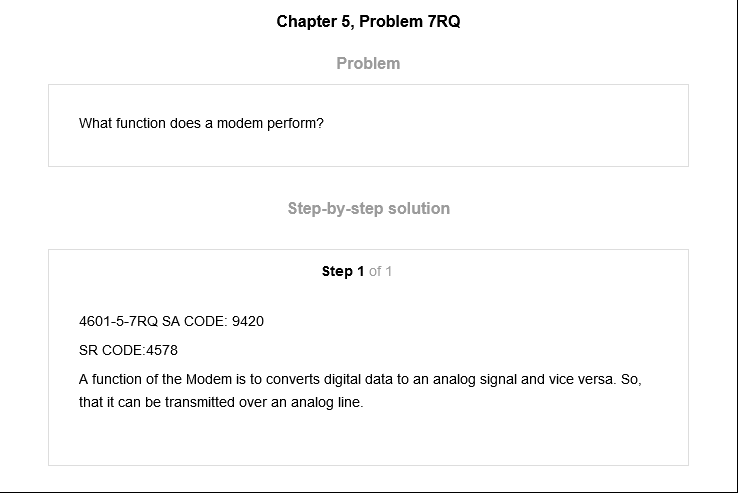 Chapter 5, Problem 7RQ
Problem
What function does a modem perform?
Step-by-step solution
Step 1 of 1
4601-5-7RQ SA CODE: 9420
SR CODE:4578
A function of the Modem is to converts digital data to an analog signal and vice versa. So,
that it can be transmitted over an analog line.